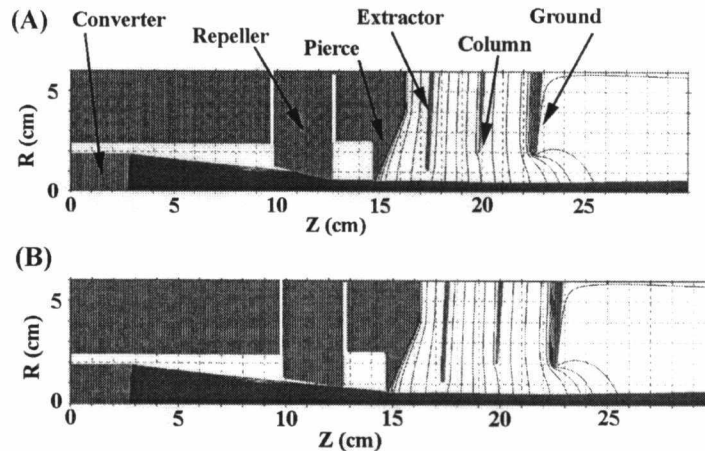 (A)
Converter
Repeller
Pierce
Extractor
Column
Ground
R (cm)
5
0
0 5 10 15 20 25
Z (cm)
(B)
R (cm)
5
0
0 5 10 15 20 25
Z (cm)